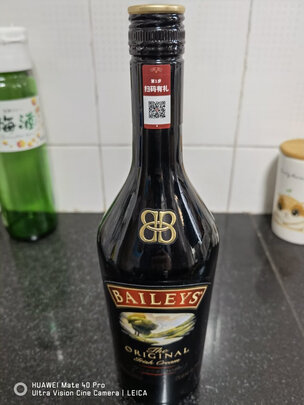 第1步
扫码有礼
梅酒
BAILEYS
The
ORIGINAL
Irish Cream
HUAWEI Mate 40 Pro
Ultra Vision Cine Camera | LEICA